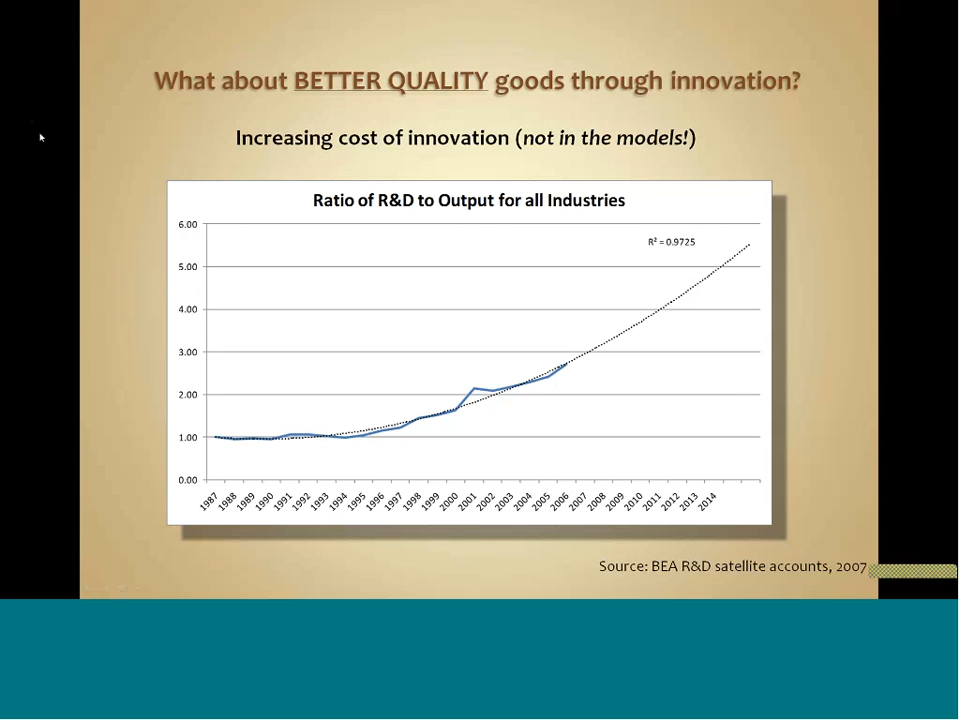 What about BETTER QUALITY goods through innovation?
Increasing cost of innovation (not in the models!)
Ratio of R&D to Output for all Industries
6.00
R² = 0.9725
5.00
4.00
3.00
2.00
1.00
0.00
1987 1988 1989 1990 1991 1992 1993 1994 1995 1996 1997 1998 1999 2000 2001 2002 2003 2004 2005 2006 2007 2008 2009 2010 2011 2012 2013 2014
Source: BEA R&D satellite accounts, 2007